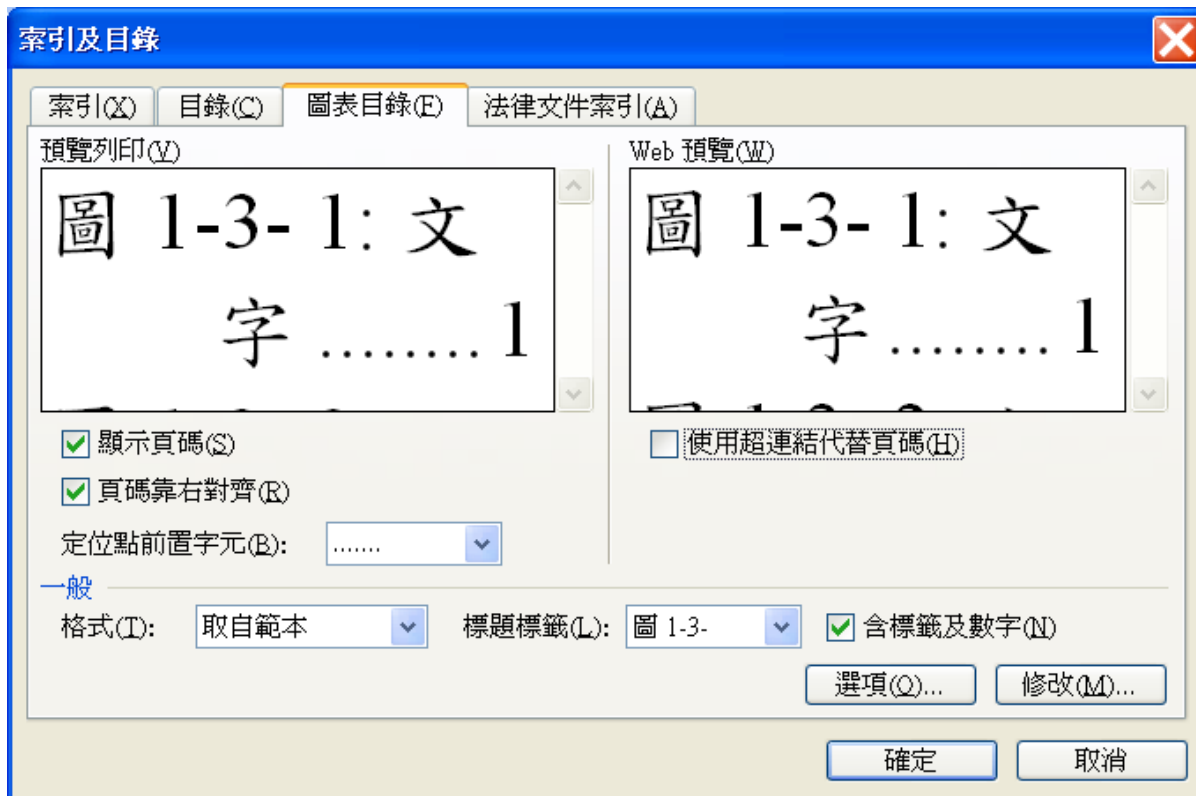 索引及目錄
索引(X) 目錄(C) 圖表目錄(F) 法律文件索引(A)
預覽列印(V)
圖 1-3- 1: 文
字 ........ 1
Web 預覽(W)
圖 1-3- 1: 文
字 ........ 1
顯示頁碼(S)
使用超連結代替頁碼(H)
頁碼靠右對齊(R)
定位點前置字元(B): .......
一般
格式(T): 取自範本 標題標籤(L): 圖 1-3- 含標籤及數字(N)
選項(O)... 修改(M)...
確定 取消